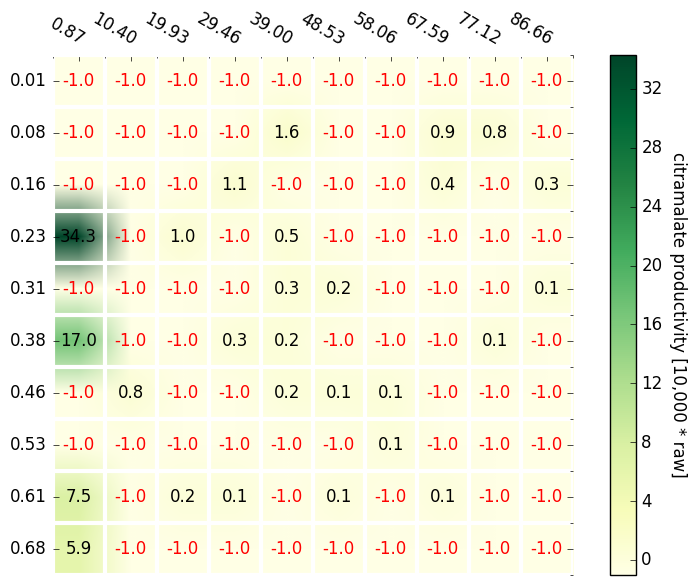 0.87 10.40 19.93 29.46 39.00 48.53 58.06 67.59 77.12 86.66
0.01 -1.0 -1.0 -1.0 -1.0 -1.0 -1.0 -1.0 -1.0 -1.0 -1.0
0.08 -1.0 -1.0 -1.0 -1.0 1.6 -1.0 -1.0 0.9 0.8 -1.0
0.16 -1.0 -1.0 -1.0 1.1 -1.0 -1.0 -1.0 0.4 -1.0 0.3
0.23 34.3 -1.0 1.0 -1.0 0.5 -1.0 -1.0 -1.0 -1.0 -1.0
0.31 -1.0 -1.0 -1.0 -1.0 0.3 0.2 -1.0 -1.0 -1.0 0.1
0.38 17.0 -1.0 -1.0 0.3 0.2 -1.0 -1.0 -1.0 0.1 -1.0
0.46 -1.0 0.8 -1.0 -1.0 0.2 0.1 0.1 -1.0 -1.0 -1.0
0.53 -1.0 -1.0 -1.0 -1.0 -1.0 -1.0 0.1 -1.0 -1.0 -1.0
0.61 7.5 -1.0 0.2 0.1 -1.0 0.1 -1.0 0.1 -1.0 -1.0
0.68 5.9 -1.0 -1.0 -1.0 -1.0 -1.0 -1.0 -1.0 -1.0 -1.0
32
28
24
20
16
12
8
4
0
citramalate productivity [10,000 * raw]